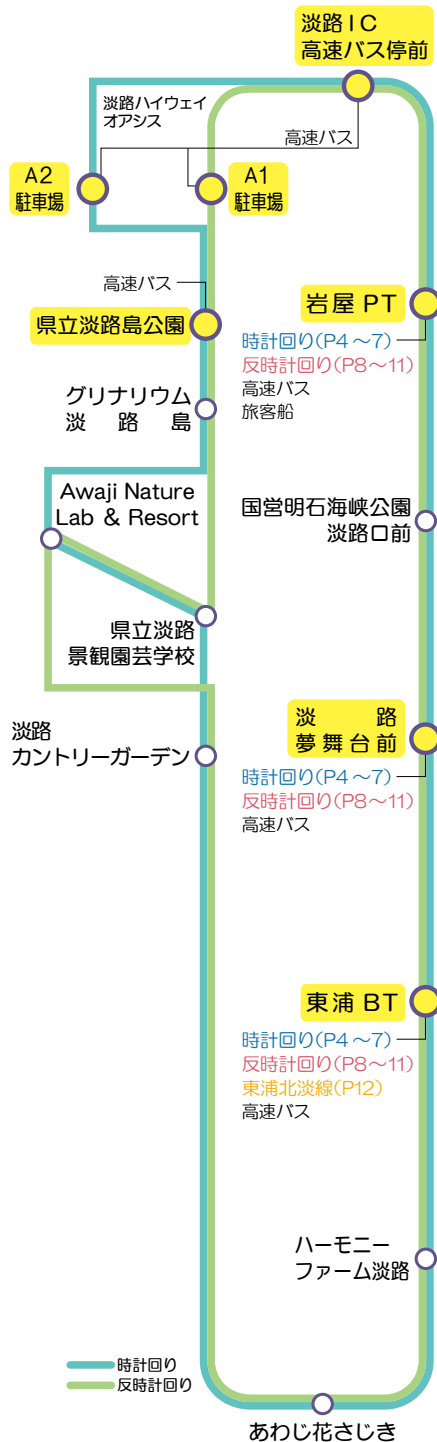 淡路IC
高速バス停前
淡路ハイウェイ
オアシス
高速バス
A2
駐車場
A1
駐車場
高速バス
県立淡路島公園
岩屋 PT
時計回り(P4～7)
反時計回り(P8～11)
高速バス
旅客船
グリナリウム
淡路島
Awaji Nature
Lab & Resort
国営明石海峡公園
淡路口前
県立淡路
景観園芸学校
淡路
夢舞台前
時計回り(P4～7)
反時計回り(P8～11)
高速バス
淡路
カントリーガーデン
東浦 BT
時計回り(P4～7)
反時計回り(P8～11)
東浦北淡線(P12)
高速バス
ハーモニー
ファーム淡路
時計回り
反時計回り
あわじ花さじき